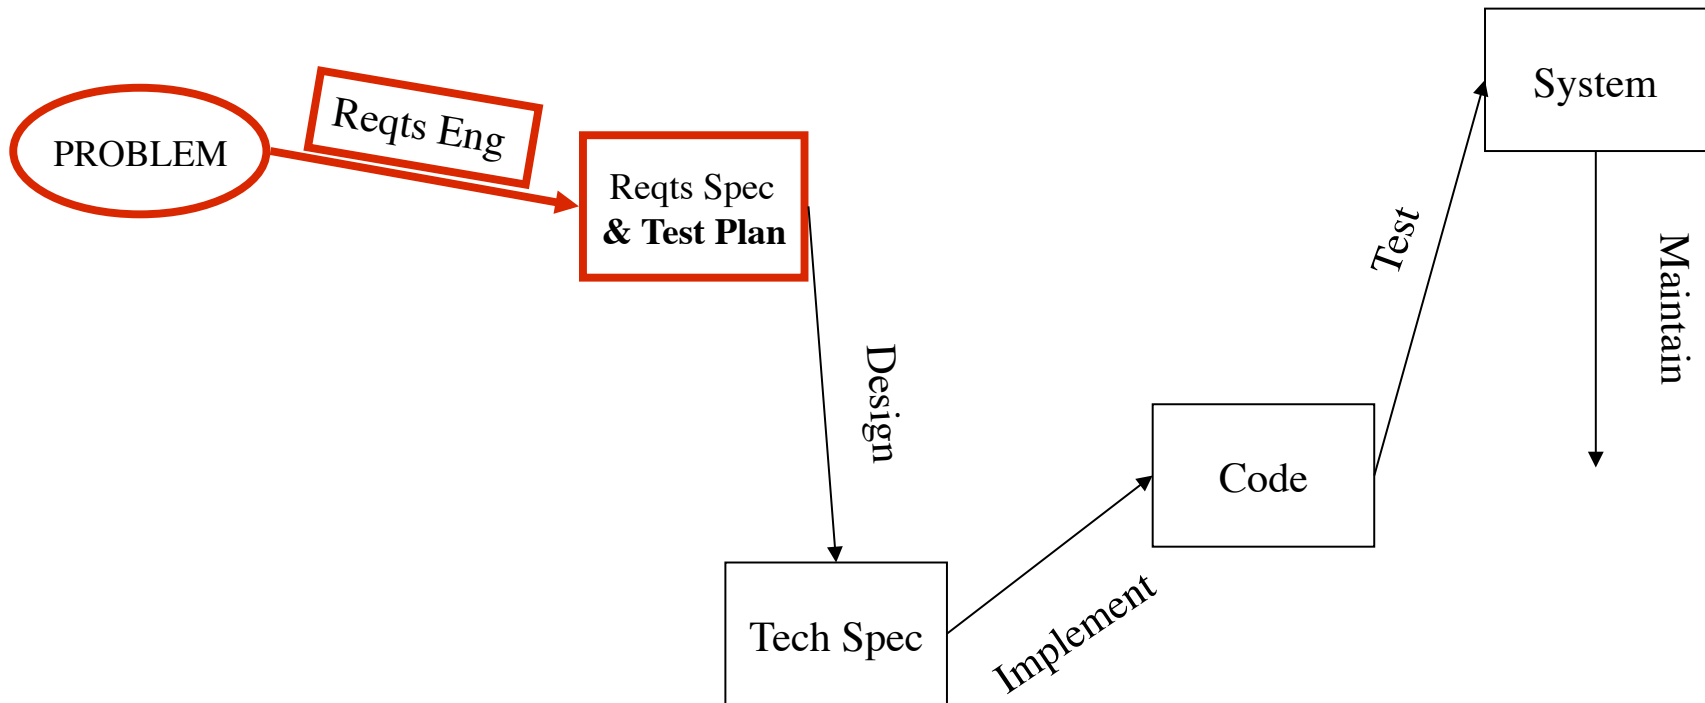 PROBLEM
Reqts Eng
Reqts Spec
& Test Plan
Design
Tech Spec
Implement
Code
Test
System
Maintain